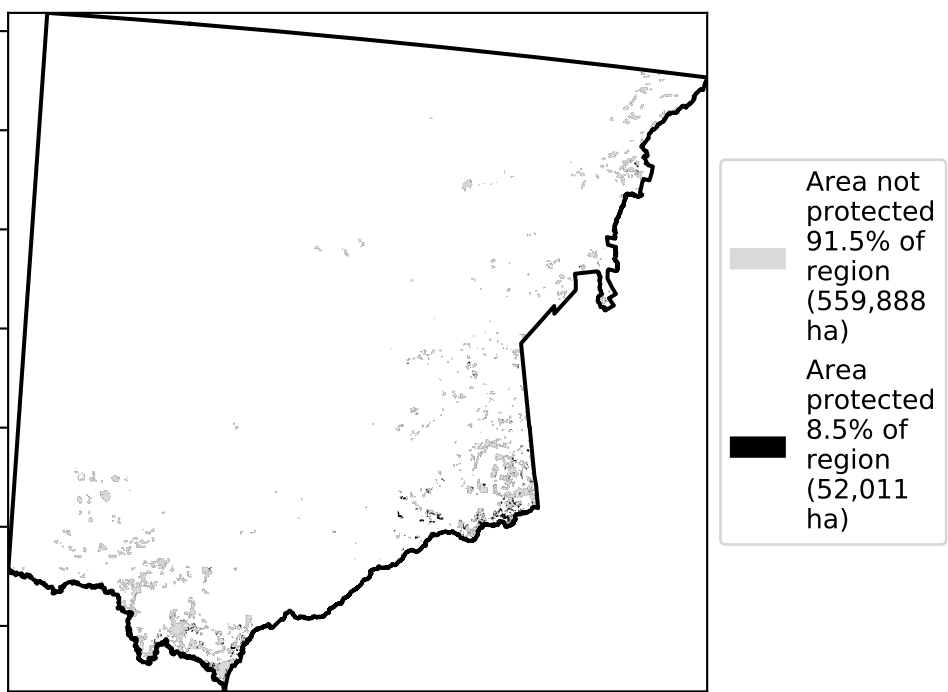 Area not
protected
91.5% of
region
(559,888
ha)
Area
protected
8.5% of
region
(52,011
ha)